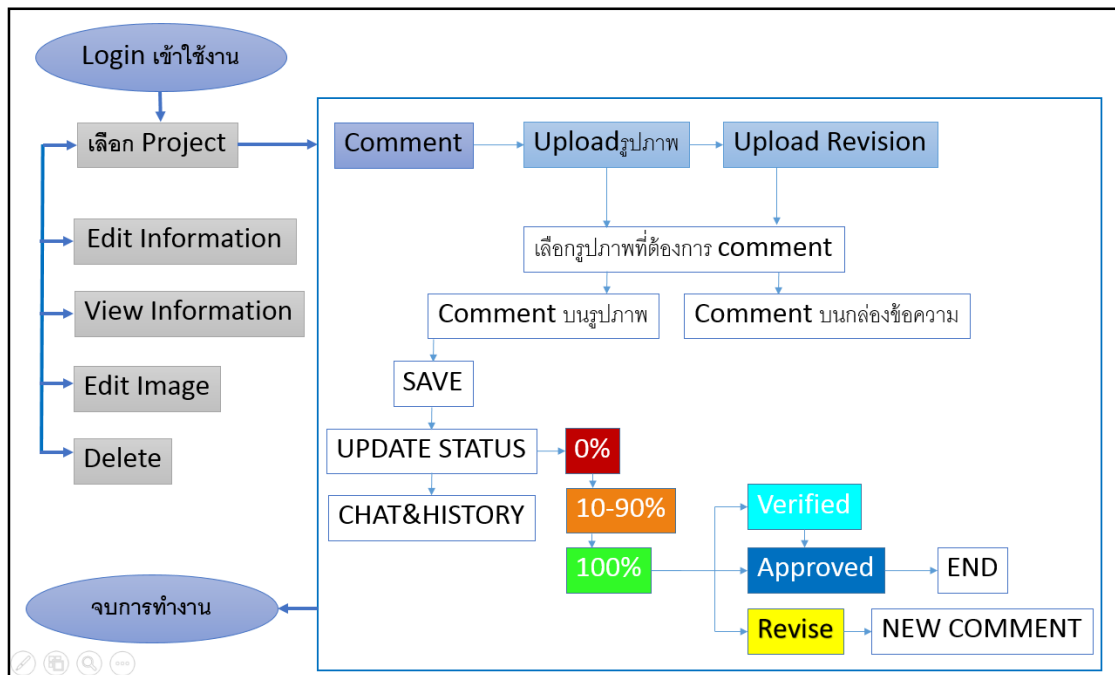 Login เข้าใช้งาน
เลือก Project
Edit Information
View Information
Edit Image
Delete
จบการทำงาน
Comment
Uploadรูปภาพ
Upload Revision
เลือกรูปภาพที่ต้องการ comment
Comment บนรูปภาพ
Comment บนกล่องข้อความ
SAVE
UPDATE STATUS
0%
CHAT&HISTORY
10-90%
100%
Verified
Approved
END
Revise
NEW COMMENT